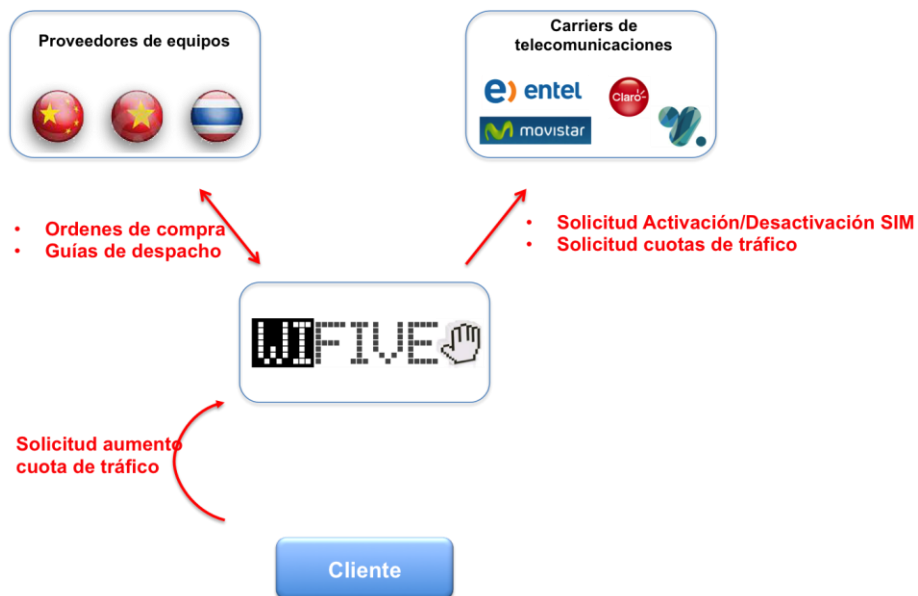 Proveedores de equipos
Carriers de
telecomunicaciones
entel
Claro
movistar
• Ordenes de compra
• Guías de despacho
• Solicitud Activación/Desactivación SIM
• Solicitud cuotas de tráfico
WIFIVE
Solicitud aumento
cuota de tráfico
Cliente